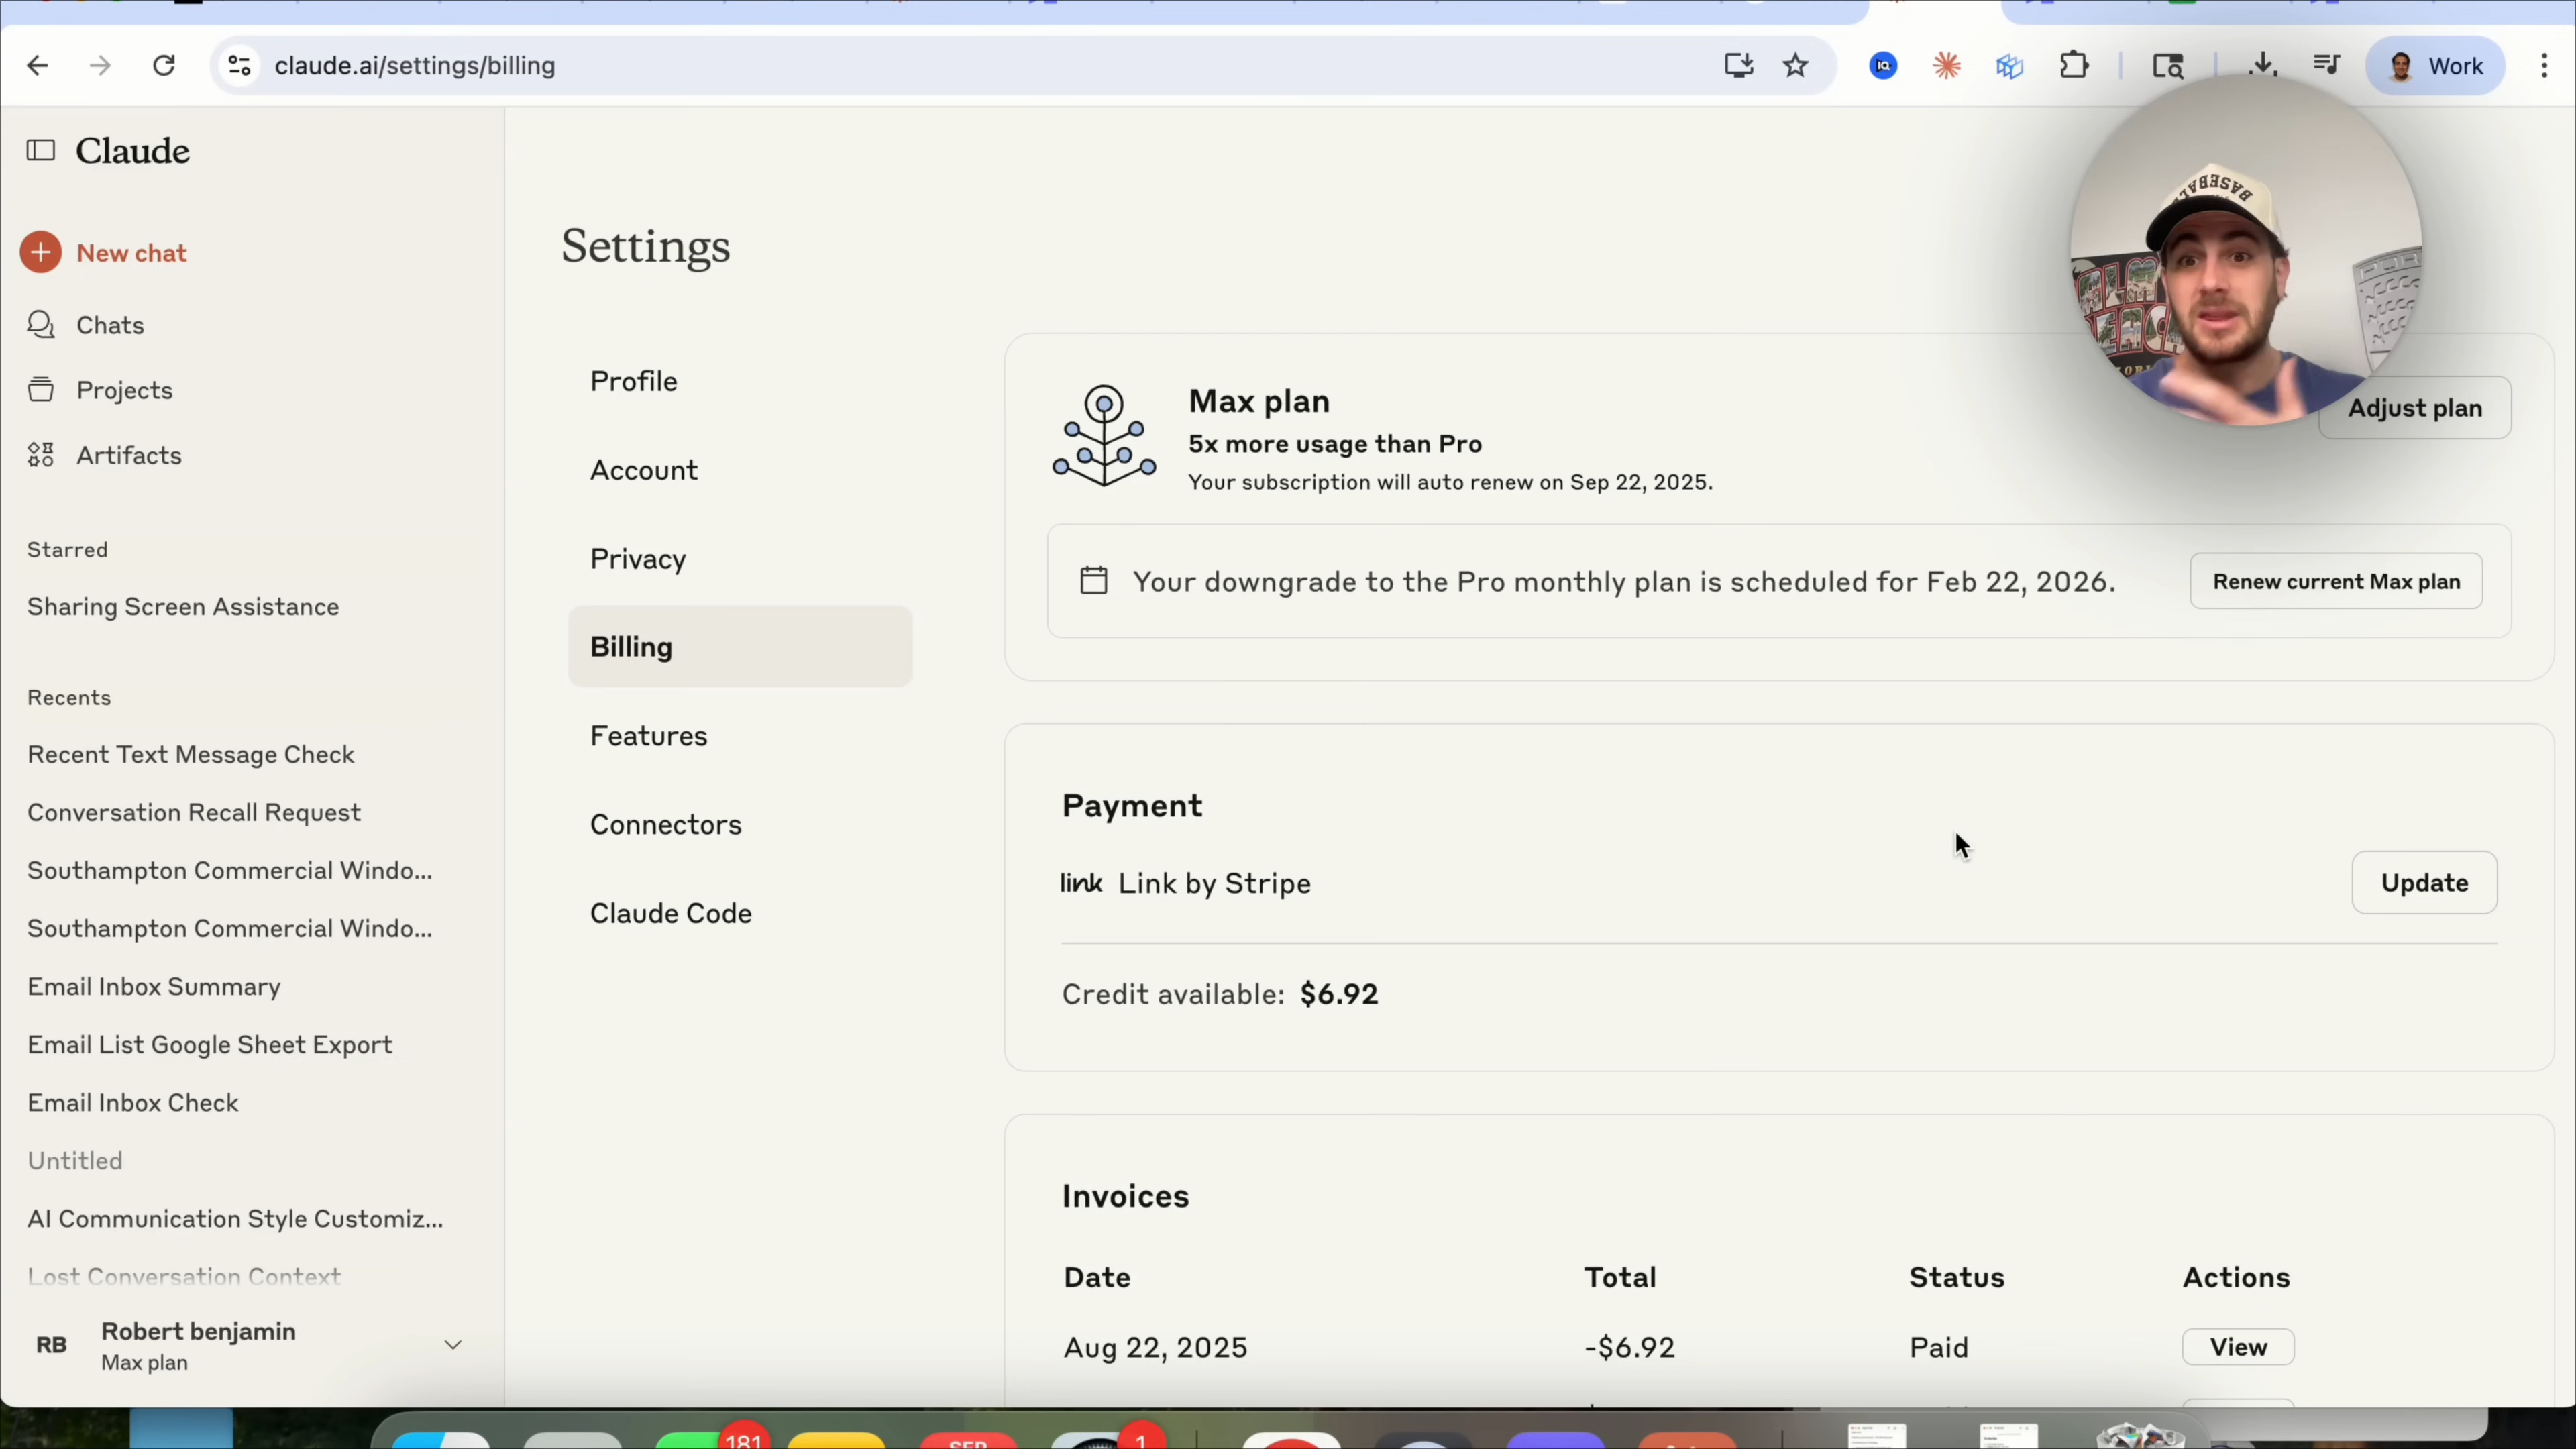 claude.ai/settings/billing
Work
Claude
New chat
Chats
Projects
Artifacts
Starred
Sharing Screen Assistance
Recents
Recent Text Message Check
Conversation Recall Request
Southampton Commercial Windo...
Southampton Commercial Windo...
Email Inbox Summary
Email List Google Sheet Export
Email Inbox Check
Untitled
AI Communication Style Customiz...
Lost Conversation Context
RB
Robert benjamin
Max plan
Settings
Profile
Account
Privacy
Billing
Features
Connectors
Claude Code
BASEBALL
Max plan
5x more usage than Pro
Your subscription will auto renew on Sep 22, 2025.
Adjust plan
Your downgrade to the Pro monthly plan is scheduled for Feb 22, 2026.
Renew current Max plan
Payment
link Link by Stripe
Update
Credit available: $6.92
Invoices
Date Total Status Actions
Aug 22, 2025 -$6.92 Paid View
181
SEP
1